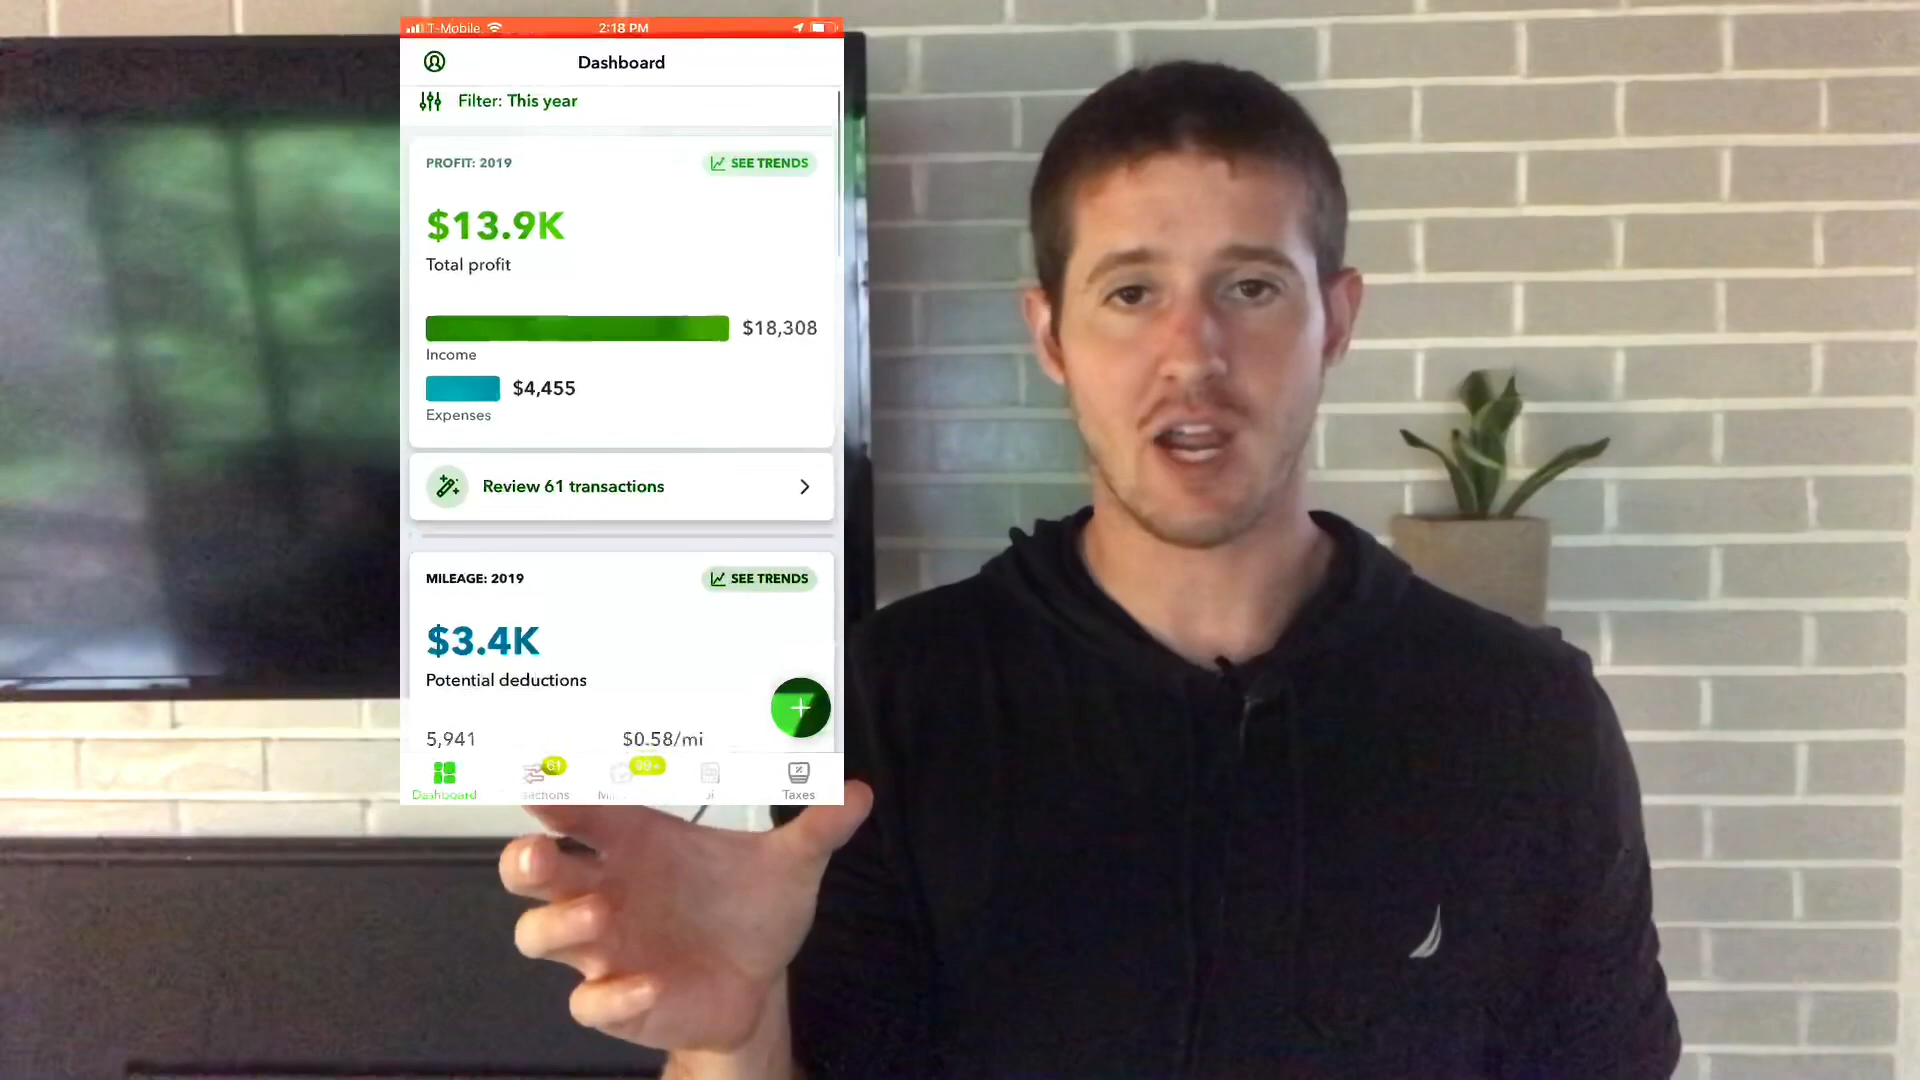 T-Mobile 2:18 PM
Dashboard
Filter: This year
PROFIT: 2019 SEE TRENDS
$13.9K
Total profit
$18,308
Income
$4,455
Expenses
Review 61 transactions
MILEAGE: 2019 SEE TRENDS
$3.4K
Potential deductions
5,941 $0.58/mi
61 99+
Dashboard Taxes